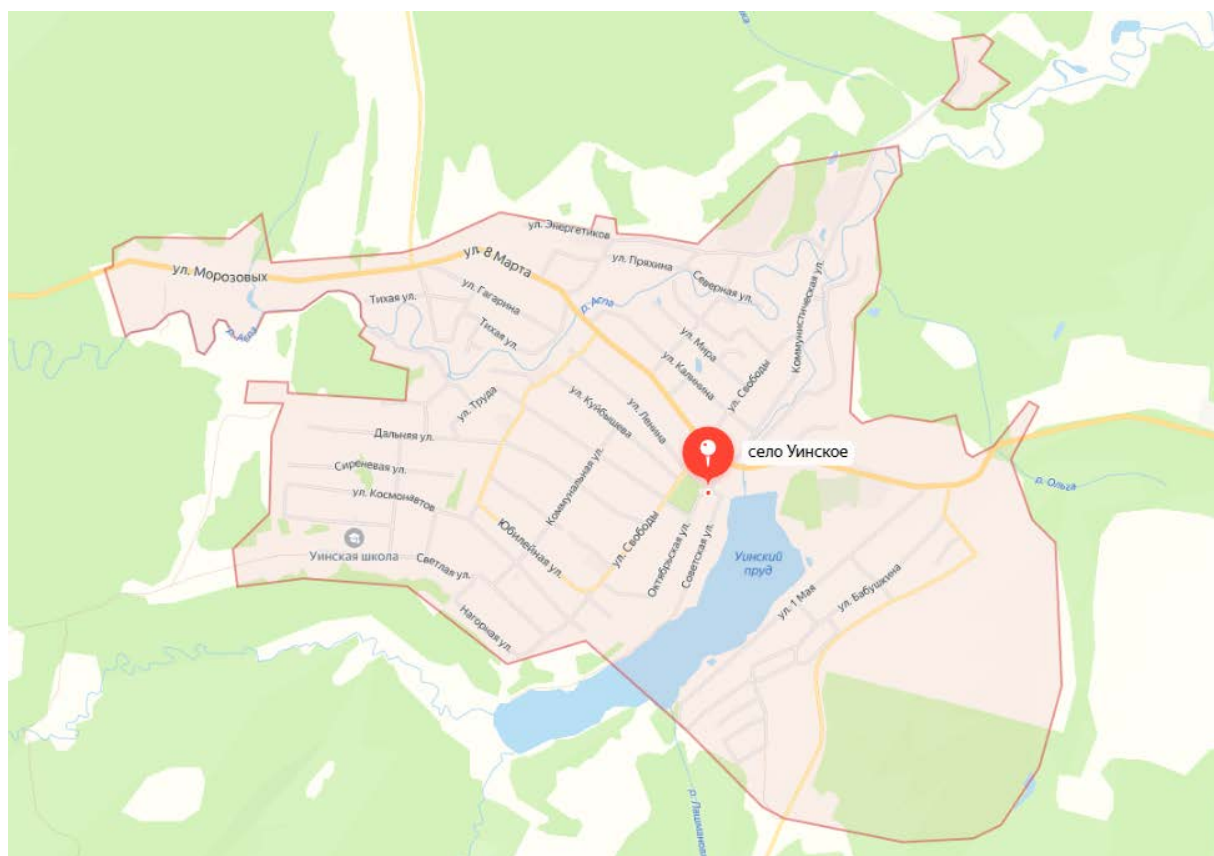 ул. Энергетиков
ул. 8 Марта
ул. Пряхина
ул. Морозовых
Северная ул.
ул. Гагарина
Тихая ул.
р. Аспа
Коммунистическая ул.
р. Аспа
Тихая ул.
ул. Мира
ул. Калинина
ул. Свободы
ул. Труда
ул. Куйбышева
ул. Ленина
Дальняя ул.
село Уинское
Сиреневая ул.
Коммунальная ул.
р. Ольга
ул. Космонавтов
Юбилейная ул.
ул. Свободы
Уинская школа
Светлая ул.
Октябрьская ул.
Советская ул.
Уинский
пруд
ул. 1 Мая
ул. Бабушкина
Нагорная ул.